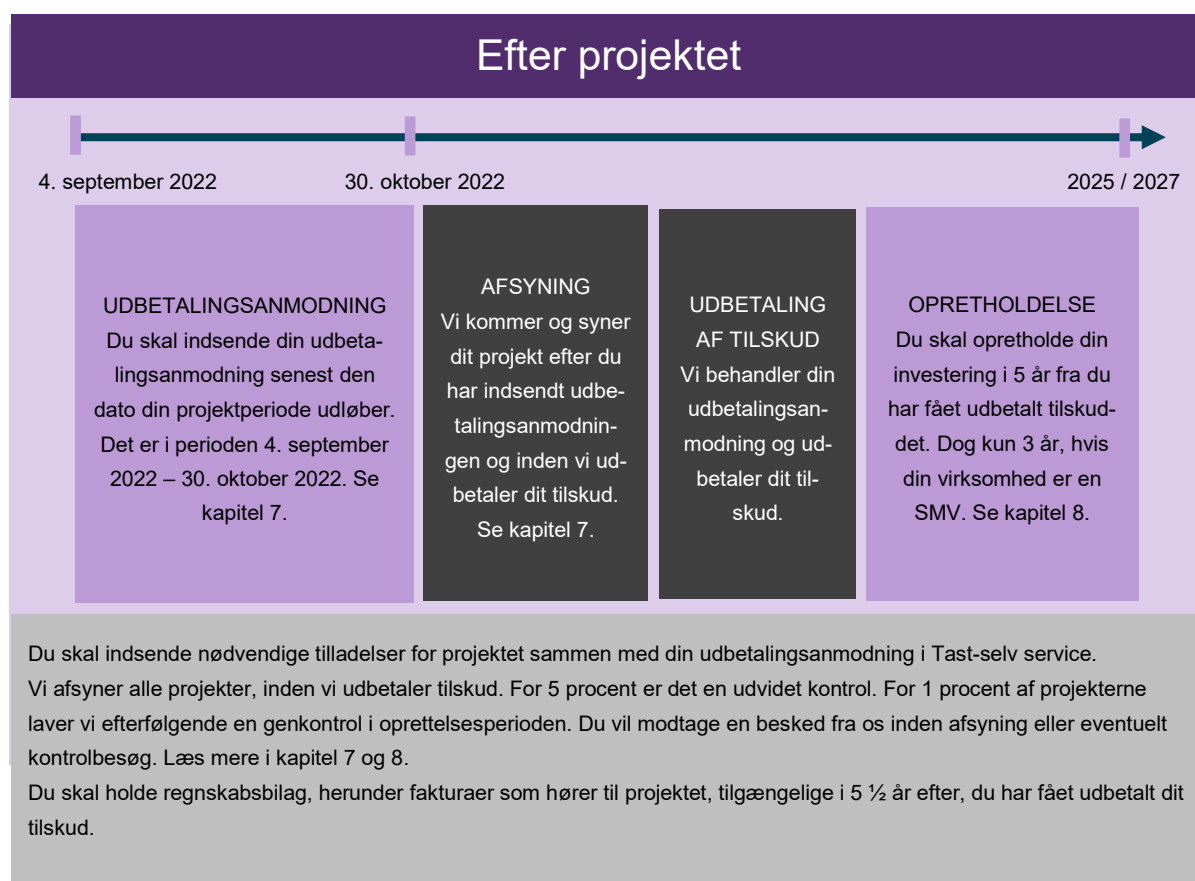 Efter projektet
4. september 2022
30. oktober 2022
2025 / 2027
UDBETALINGSANMODNING
Du skal indsende din udbeta-
lingsanmodning senest den
dato din projektperiode udløber.
Det er i perioden 4. september
2022 – 30. oktober 2022. Se
kapitel 7.
AFSYNING
Vi kommer og syner
dit projekt efter du
har indsendt udbe-
talingsanmodnin-
gen og inden vi ud-
betaler dit tilskud.
Se kapitel 7.
UDBETALING
AF TILSKUD
Vi behandler din
udbetalingsan-
modning og ud-
betaler dit til-
skud.
OPRETHOLDELSE
Du skal opretholde din
investering i 5 år fra du
har fået udbetalt tilskud-
det. Dog kun 3 år, hvis
din virksomhed er en
SMV. Se kapitel 8.
Du skal indsende nødvendige tilladelser for projektet sammen med din udbetalingsanmodning i Tast-selv service.
Vi afsyner alle projekter, inden vi udbetaler tilskud. For 5 procent er det en udvidet kontrol. For 1 procent af projekterne
laver vi efterfølgende en genkontrol i oprettelsesperioden. Du vil modtage en besked fra os inden afsyning eller eventuelt
kontrolbesøg. Læs mere i kapitel 7 og 8.
Du skal holde regnskabsbilag, herunder fakturaer som hører til projektet, tilgængelige i 5 ½ år efter, du har fået udbetalt dit
tilskud.